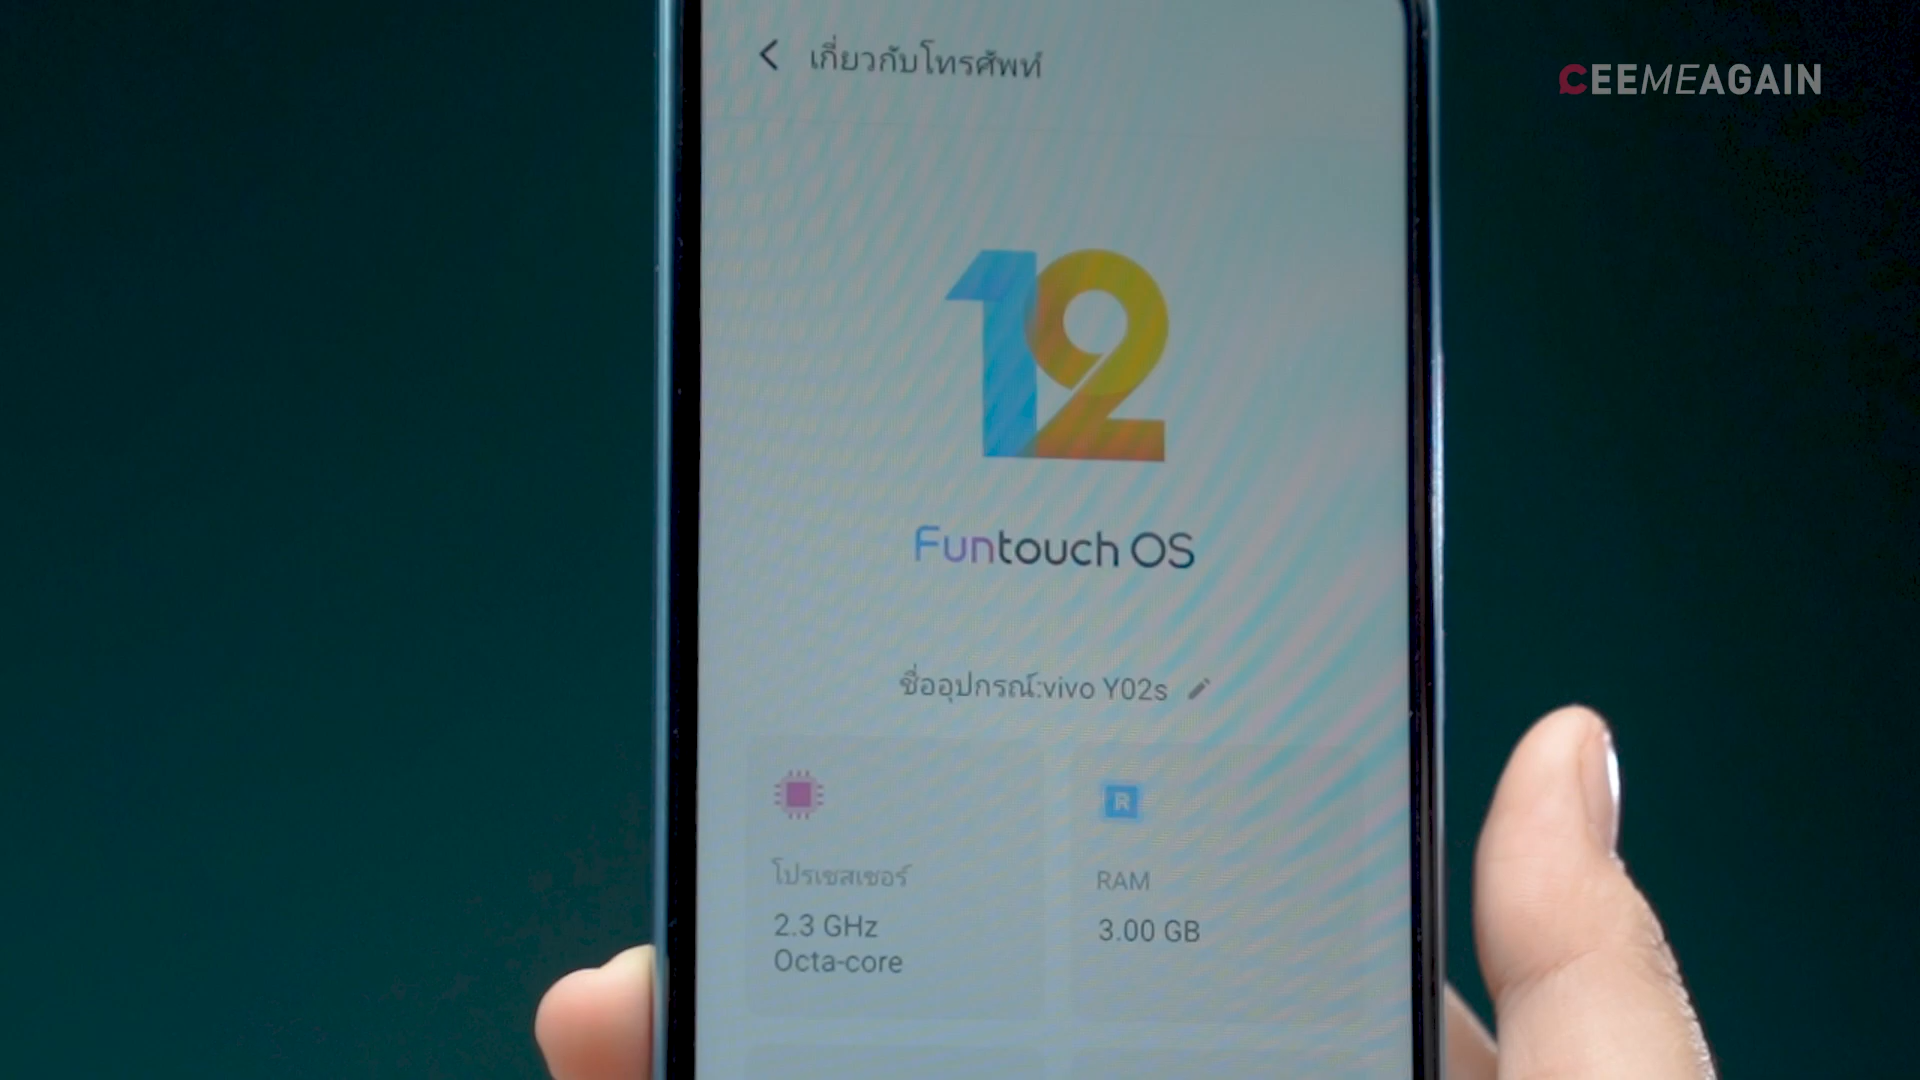 เกี่ยวกับโทรศัพท์
CEEMEAGAIN
12
Funtouch OS
ชื่ออุปกรณ์:vivo Y02s
R
โปรเซสเซอร์
RAM
2.3 GHz
3.00 GB
Octa-core